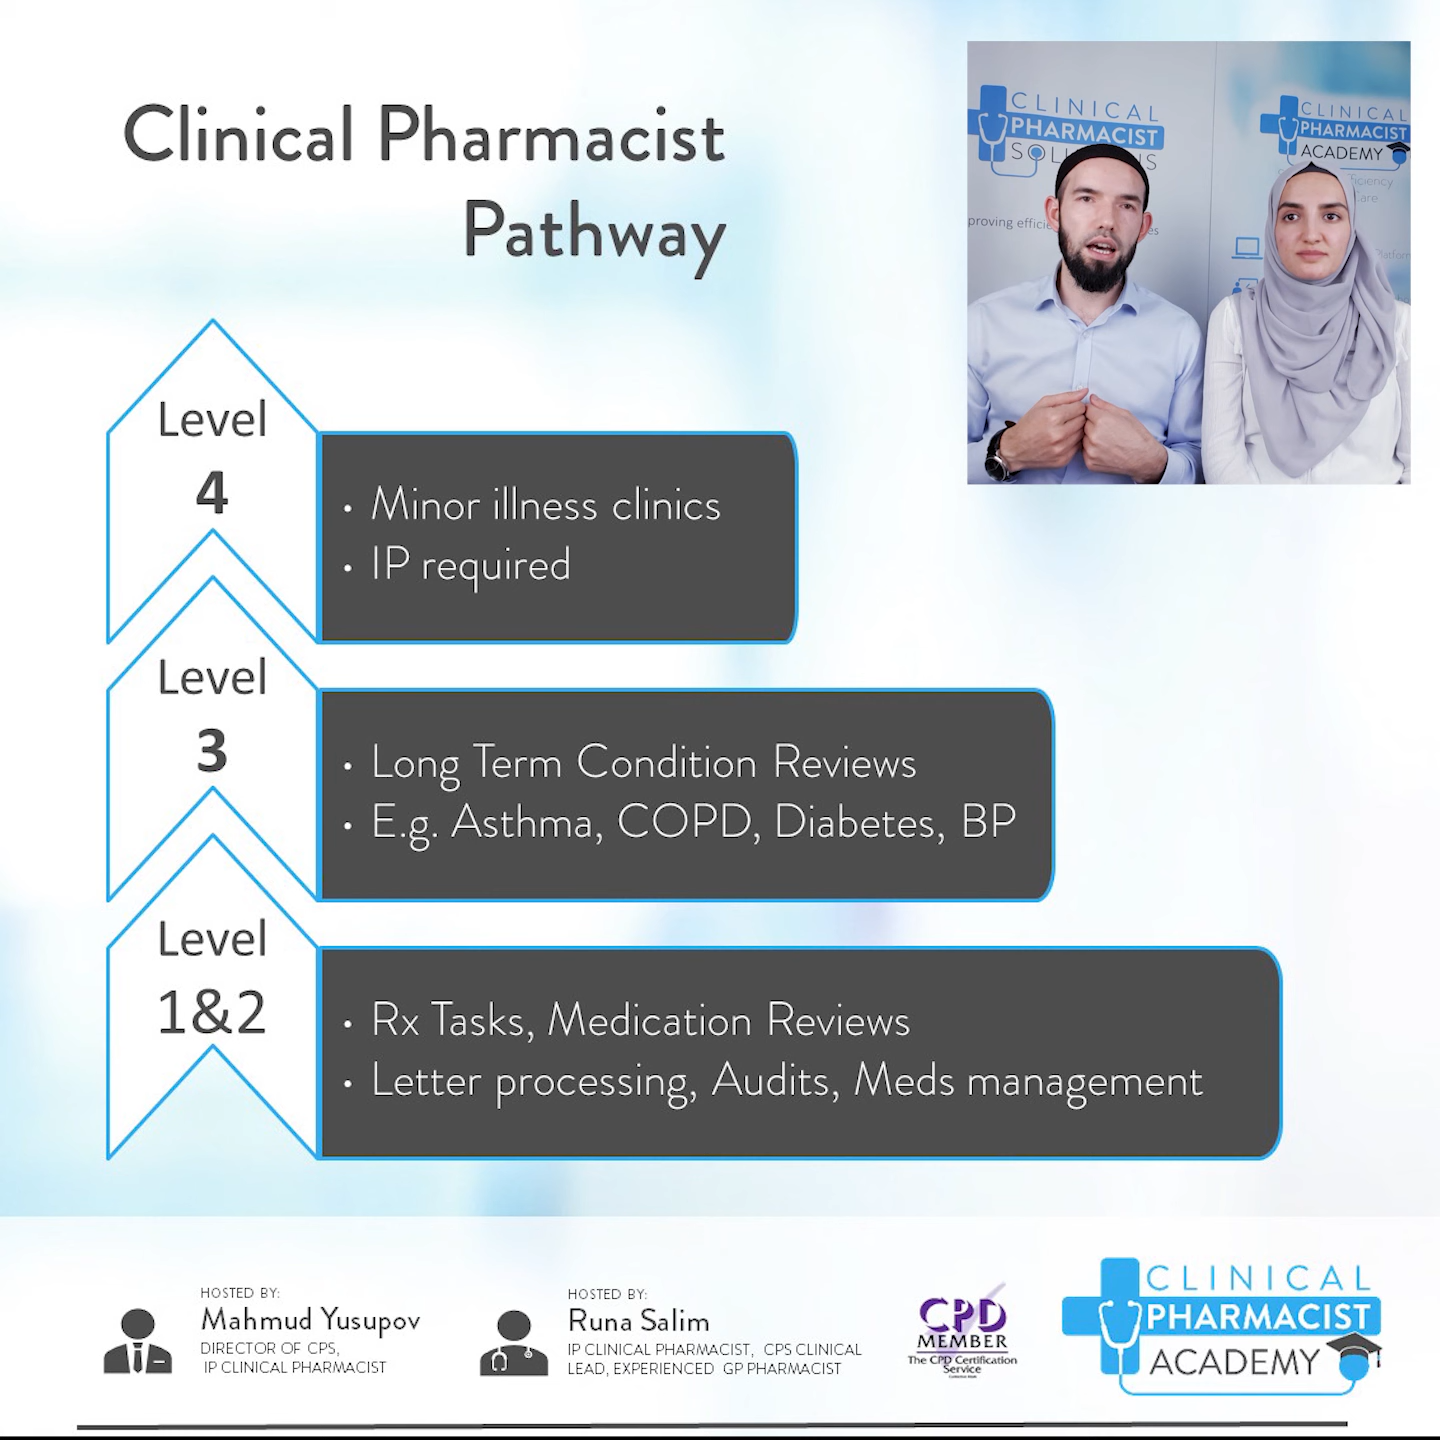 Clinical Pharmacist
Pathway
CLINICAL
PHARMACIST
CLINICAL
PHARMACIST
ACADEMY
Level
4
• Minor illness clinics
• IP required
Level
3
• Long Term Condition Reviews
• E.g. Asthma, COPD, Diabetes, BP
Level
1&2
• Rx Tasks, Medication Reviews
• Letter processing, Audits, Meds management
HOSTED BY:
Mahmud Yusupov
DIRECTOR OF CPS,
IP CLINICAL PHARMACIST
HOSTED BY:
Runa Salim
IP CLINICAL PHARMACIST, CPS CLINICAL
LEAD, EXPERIENCED GP PHARMACIST
CPD
MEMBER
The CPD Certification
Service
CLINICAL
PHARMACIST
ACADEMY